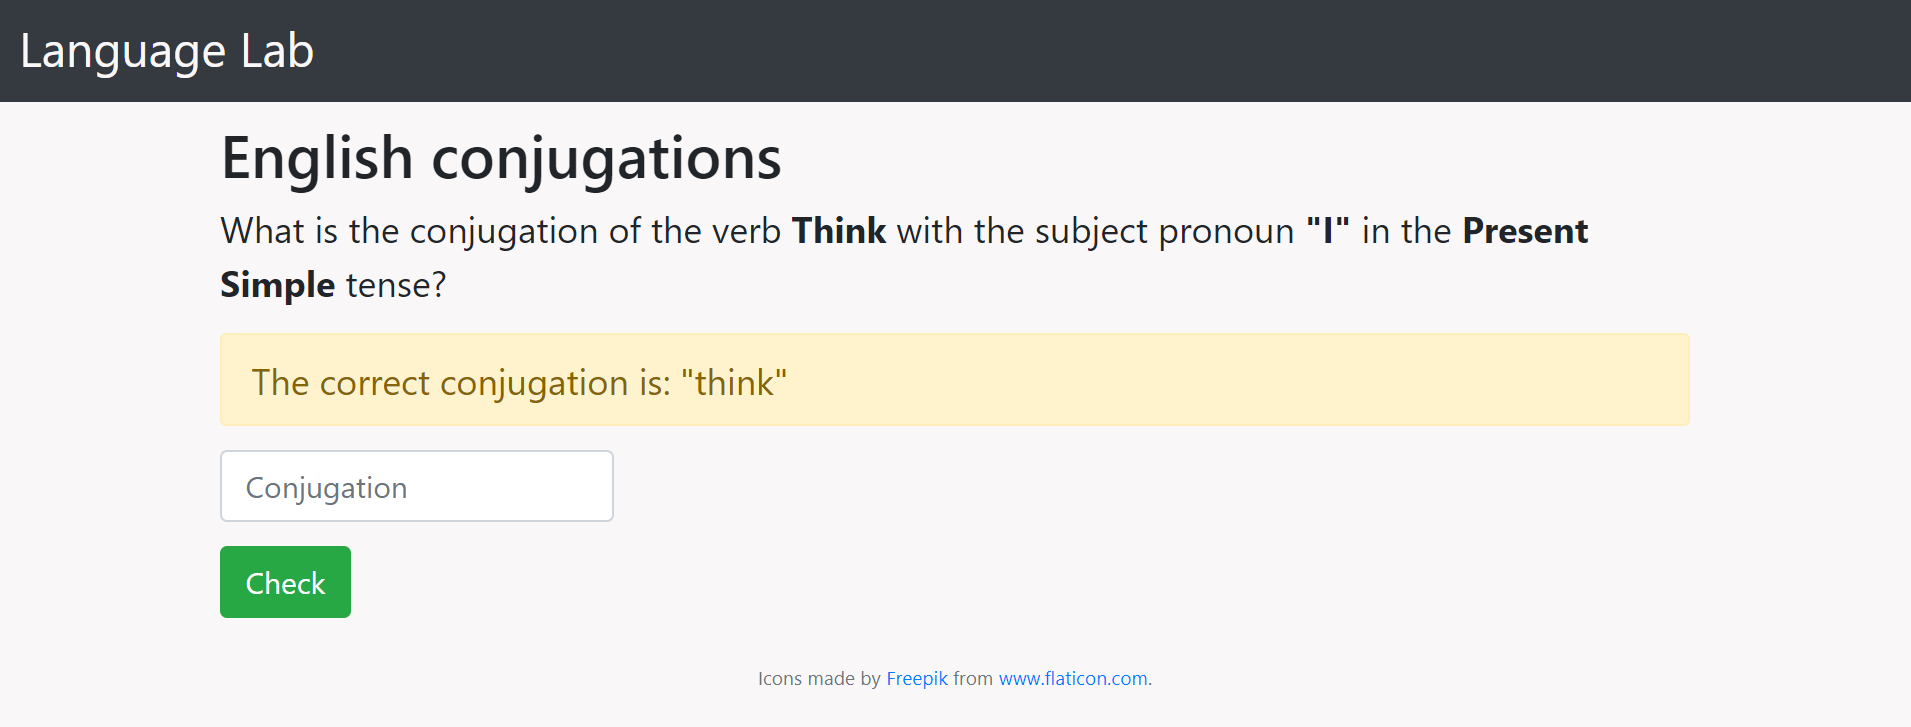 Language Lab
English conjugations
What is the conjugation of the verb Think with the subject pronoun "I" in the Present
Simple tense?
The correct conjugation is: "think"
Conjugation
Check
Icons made by Freepik from www.flaticon.com.